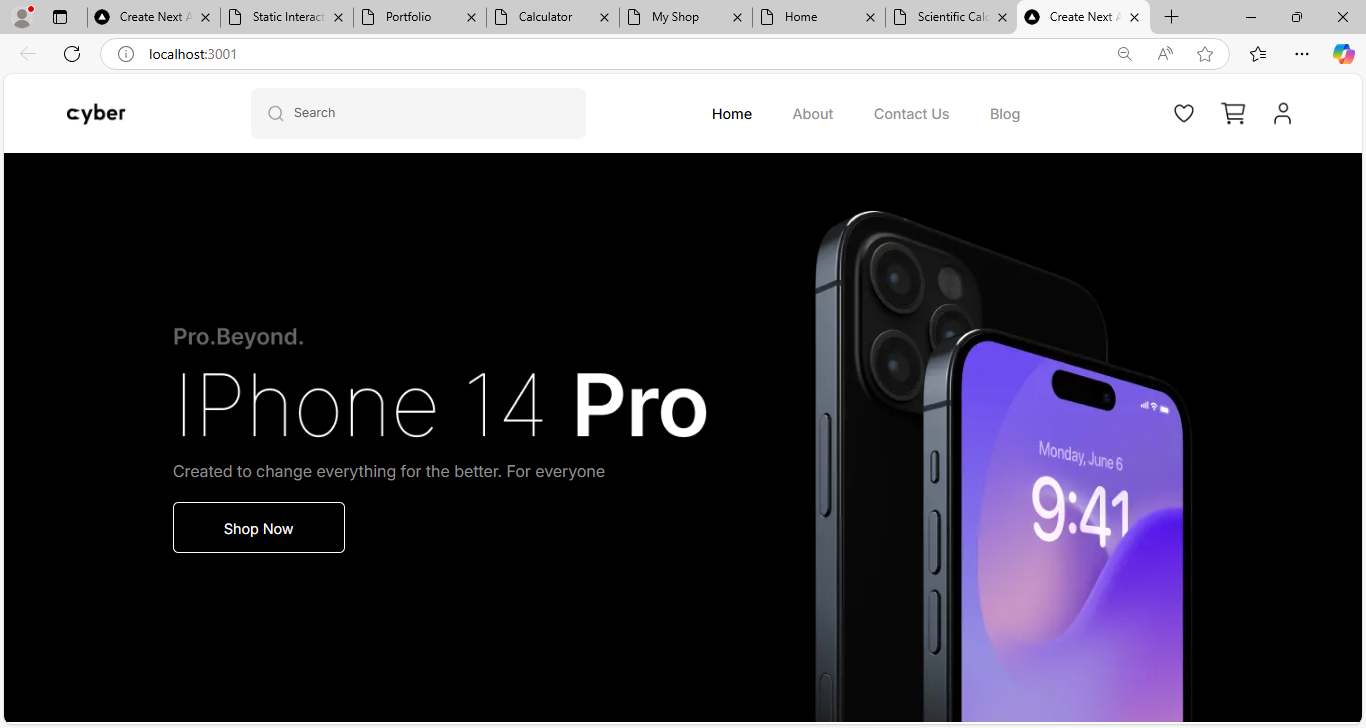 Create Next A
Static Interact
Portfolio
Calculator
My Shop
Home
Scientific Calc
Create Next A
localhost:3001
cyber
Search
Home
About
Contact Us
Blog
Pro.Beyond.
IPhone 14 Pro
Created to change everything for the better. For everyone
Shop Now
Monday, June 6
9:41